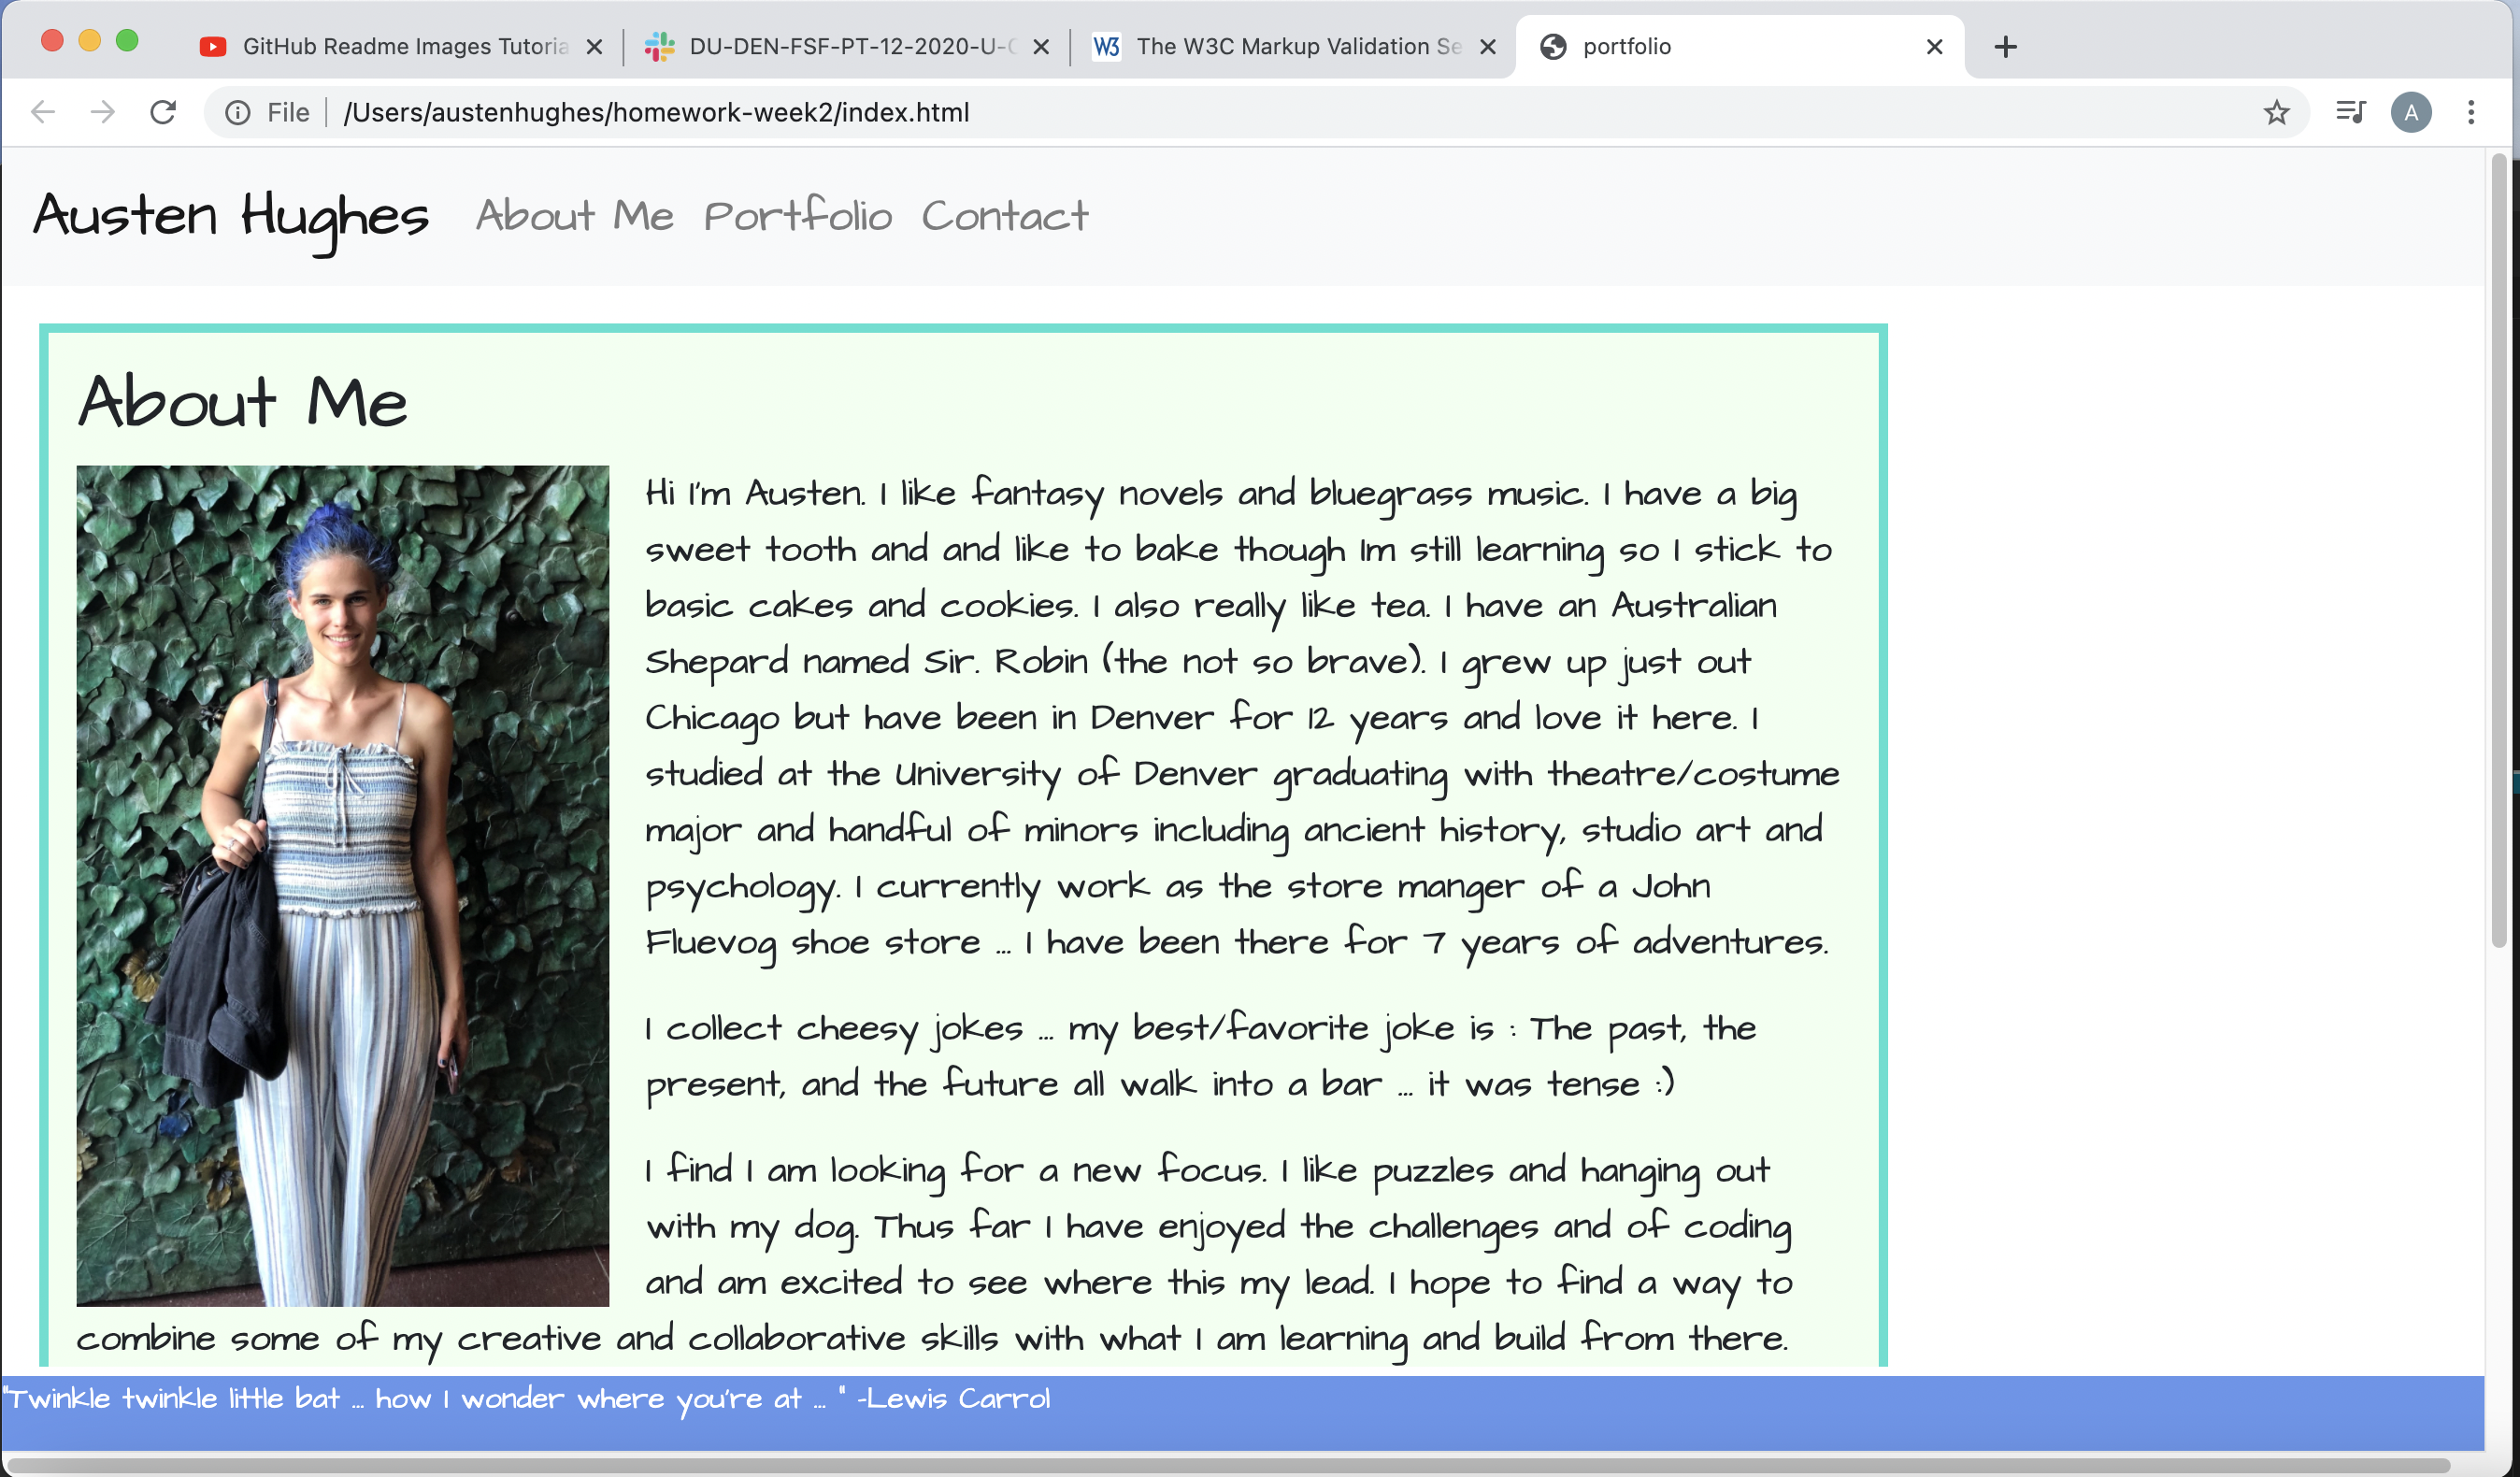 GitHub Readme Images Tutoria
DU-DEN-FSF-PT-12-2020-U-C
W3 The W3C Markup Validation Se
portfolio
File /Users/austenhughes/homework-week2/index.html
A
Austen Hughes About Me Portfolio Contact
About Me
Hi I'm Austen. I like fantasy novels and bluegrass music. I have a big
sweet tooth and and like to bake though Im still learning so I stick to
basic cakes and cookies. I also really like tea. I have an Australian
Shepard named Sir. Robin (the not so brave). I grew up just out
Chicago but have been in Denver for 12 years and love it here. I
studied at the University of Denver graduating with theatre/costume
major and handful of minors including ancient history, studio art and
psychology. I currently work as the store manger of a John
Fluevog shoe store ... I have been there for 7 years of adventures.
I collect cheesy jokes ... my best/favorite joke is : The past, the
present, and the future all walk into a bar ... it was tense :)
I find I am looking for a new focus. I like puzzles and hanging out
with my dog. Thus far I have enjoyed the challenges and of coding
and am excited to see where this my lead. I hope to find a way to
combine some of my creative and collaborative skills with what I am learning and build from there.
"Twinkle twinkle little bat ... how I wonder where you're at ... " -Lewis Carrol